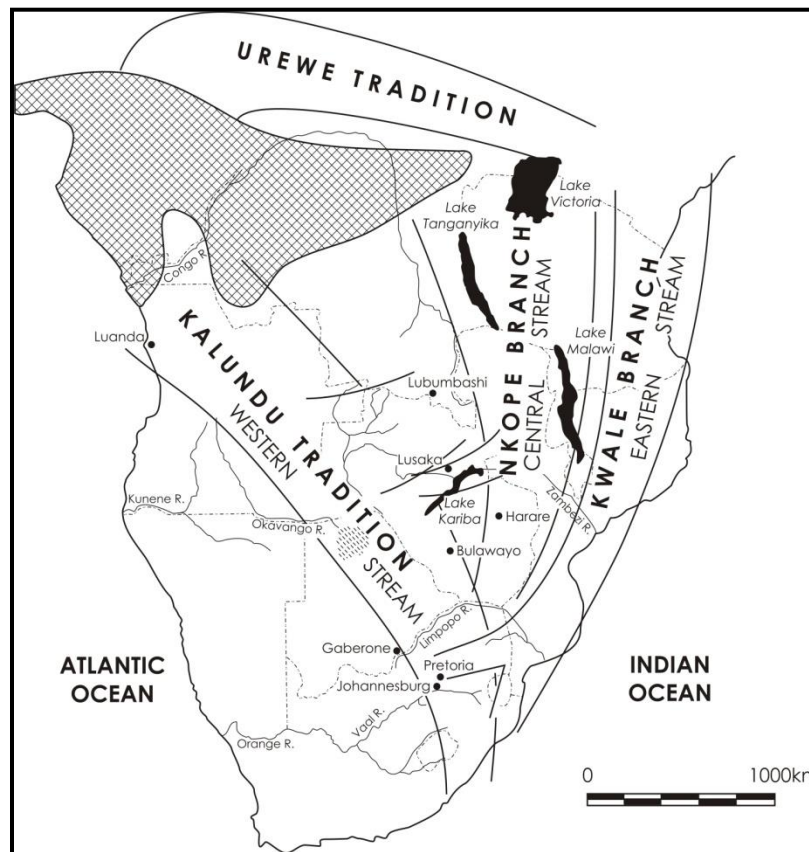 UREWE TRADITION
Lake
Victoria
Lake
Tanganyika
Congo R.
NKOPE BRANCH
CENTRAL STREAM
KWALE BRANCH
EASTERN STREAM
Luanda
KALUNDU TRADITION
WESTERN STREAM
Lake
Malawi
Lubumbashi
Lusaka
Lake
Kariba
Kunene R.
Okavango R.
Harare
Zambezi R.
Bulawayo
Limpopo R.
Gaberone
ATLANTIC
OCEAN
Pretoria
Johannesburg
INDIAN
OCEAN
Vaal R.
Orange R.
0
1000km